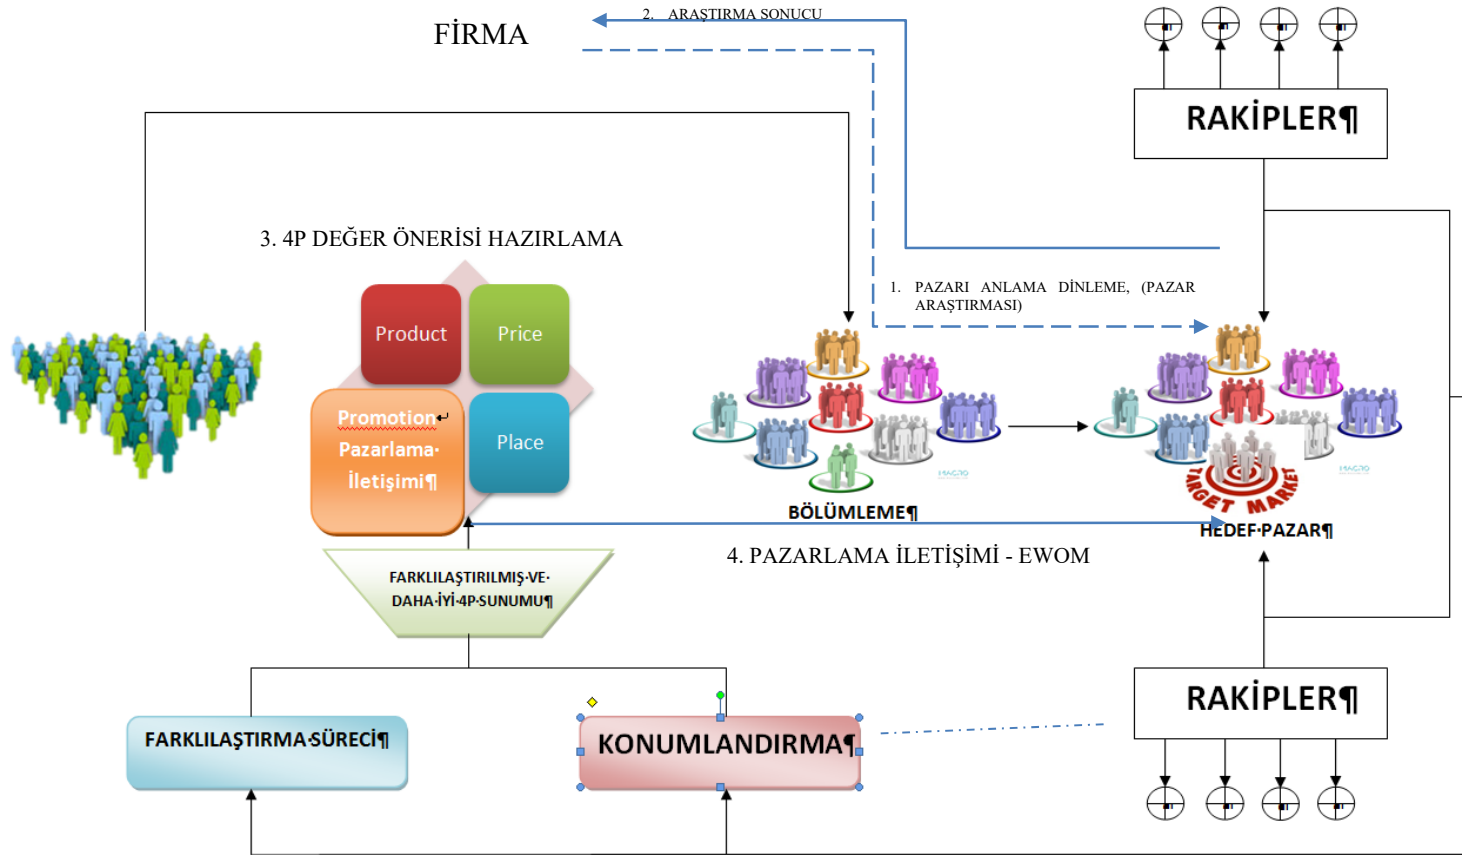 2. ARAŞTIRMA SONUCU
FİRMA
RAKİPLER¶
3. 4P DEĞER ÖNERİSİ HAZIRLAMA
1. PAZARI ANLAMA DİNLEME, (PAZAR
ARAŞTIRMASI)
Product
Price
Promotion↵
Pazarlama·
İletişimi¶
Place
MACRO
MACRO
TARGET MARKET
BÖLÜMLEME¶
HEDEF·PAZAR¶
4. PAZARLAMA İLETİŞİMİ - EWOM
FARKLILAŞTIRILMIŞ·VE·
DAHA·İYİ·4P·SUNUMU¶
RAKİPLER¶
FARKLILAŞTIRMA·SÜRECİ¶
KONUMLANDIRMA¶